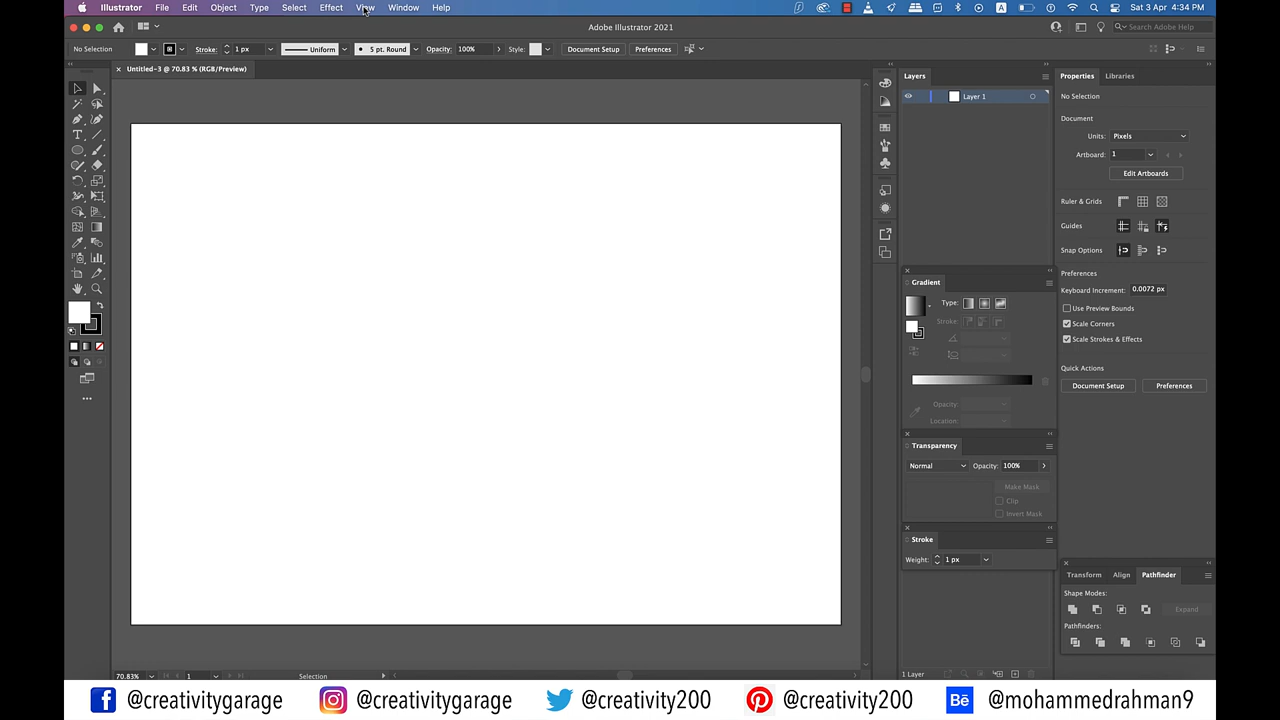 Illustrator File Edit Object Type Select Effect View Window Help A Sat 3 Apr 4:34 PM
Adobe Illustrator 2021 Search Adobe Help
No Selection Stroke: 1 px Uniform 5 pt. Round Opacity: 100% Style: Document Setup Preferences
× Untitled-3 @ 70.83 % (RGB/Preview)
Layers
Layer 1
Properties Libraries
No Selection
Document
Units: Pixels
Artboard: 1
Edit Artboards
Ruler & Grids
Guides
Snap Options
Preferences
Keyboard Increment: 0.0072 px
Use Preview Bounds
Scale Corners
Scale Strokes & Effects
Quick Actions
Document Setup Preferences
Gradient
Type:
Stroke:
Opacity:
Location:
Transparency
Normal Opacity: 100%
Make Mask
Clip
Invert Mask
Stroke
Weight: 1 px
Transform Align Pathfinder
Shape Modes:
Expand
Pathfinders:
70.83% 1 Selection
1 Layer
@creativitygarage @creativitygarage @creativity200 @creativity200 Bē @mohammedrahman9